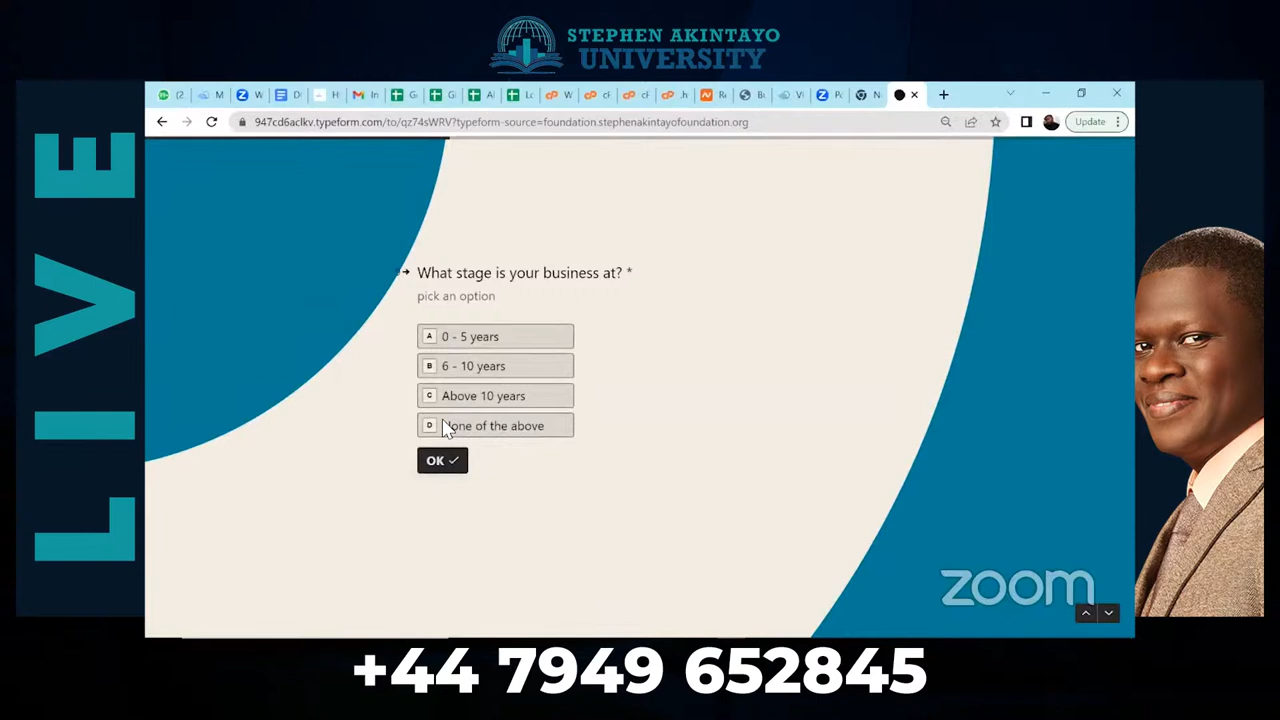 STEPHEN AKINTAYO
UNIVERSITY
LIVE
947cd6aclkv.typeform.com/to/qz74sWRV?typeform-source=foundation.stephenakintayofoundation.org
Update
What stage is your business at? *
pick an option
A 0 - 5 years
B 6 - 10 years
C Above 10 years
D None of the above
OK
zoom
+44 7949 652845